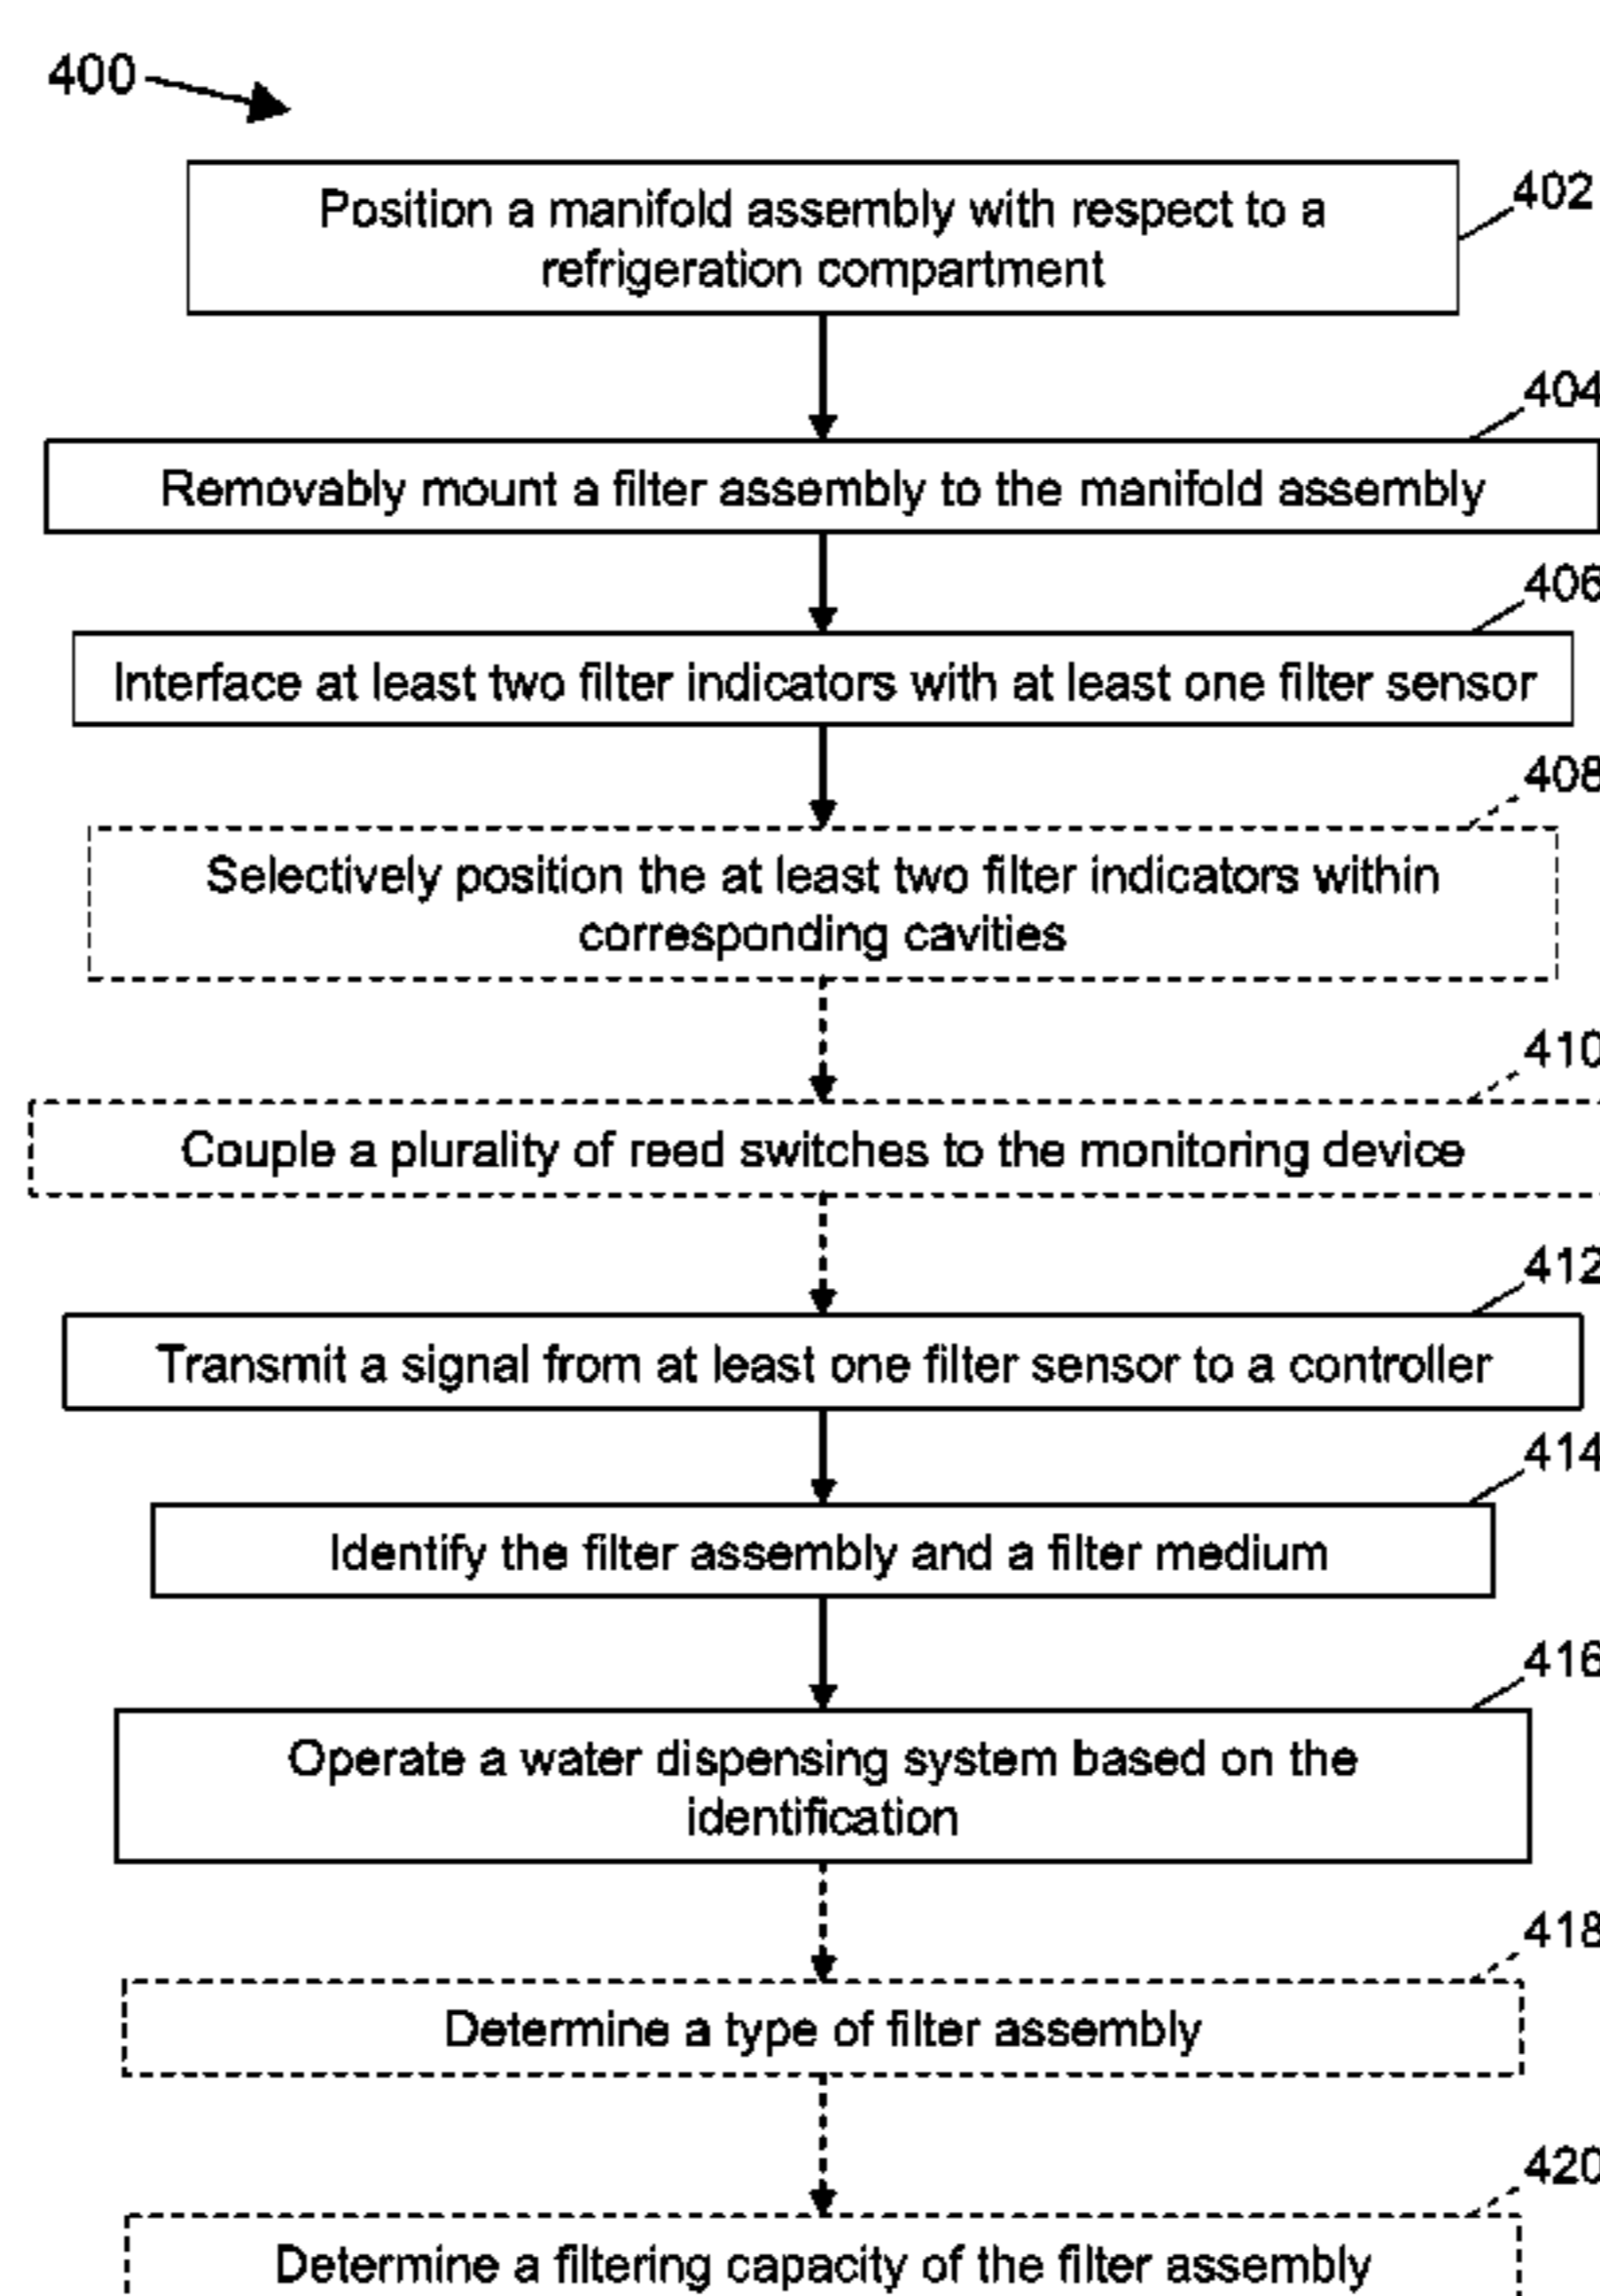 400
Position a manifold assembly with respect to a
refrigeration compartment
402
404
Removably mount a filter assembly to the manifold assembly
406
Interface at least two filter indicators with at least one filter sensor
408
Selectively position the at least two filter indicators within
corresponding cavities
410
Couple a plurality of reed switches to the monitoring device
412
Transmit a signal from at least one filter sensor to a controller
414
Identify the filter assembly and a filter medium
416
Operate a water dispensing system based on the
identification
418
Determine a type of filter assembly
420
Determine a filtering capacity of the filter assembly